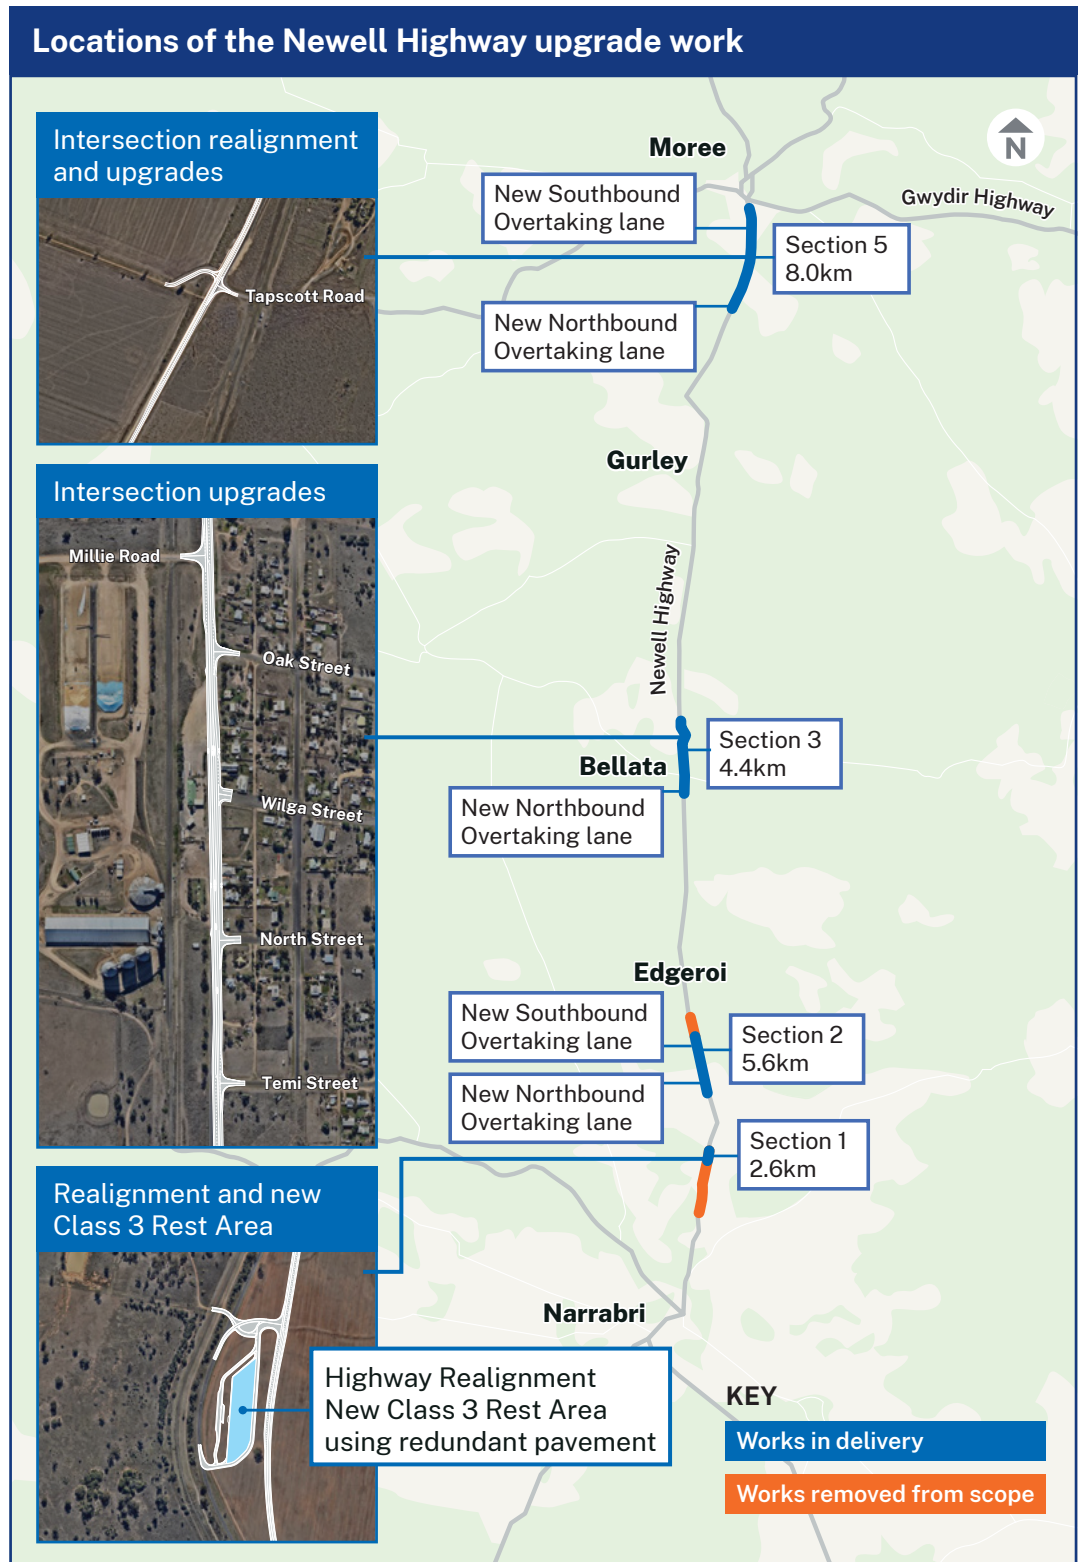 Locations of the Newell Highway upgrade work
Intersection realignment
and upgrades
Tapscott Road
Moree
N
Gwydir Highway
New Southbound
Overtaking lane
Section 5
8.0km
New Northbound
Overtaking lane
Gurley
Newell Highway
Intersection upgrades
Millie Road
Oak Street
Wilga Street
North Street
Temi Street
Section 3
4.4km
Bellata
New Northbound
Overtaking lane
Edgeroi
New Southbound
Overtaking lane
Section 2
5.6km
New Northbound
Overtaking lane
Section 1
2.6km
Realignment and new
Class 3 Rest Area
Narrabri
Highway Realignment
New Class 3 Rest Area
using redundant pavement
KEY
Works in delivery
Works removed from scope